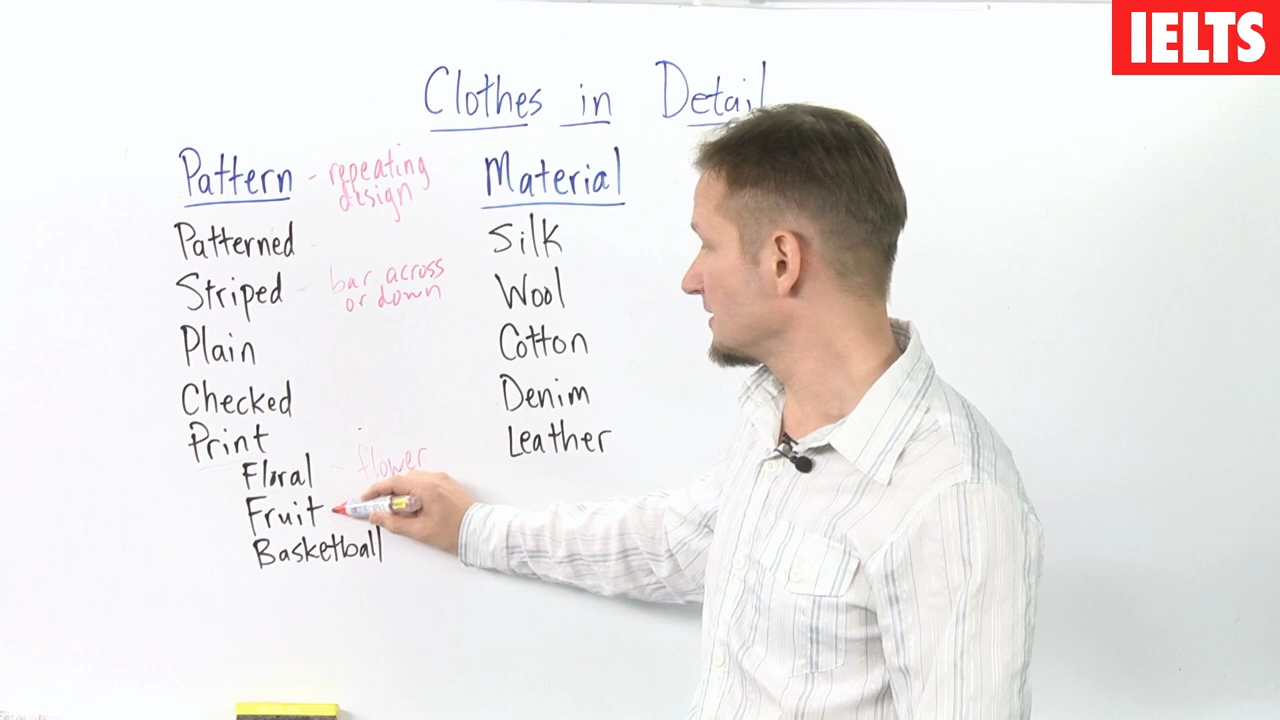 IELTS
Clothes in Detail
Pattern - repeating
design
Patterned
Striped - bar across
or down
Plain
Checked
Print
Floral - flower
Fruit
Basketball
Material
Silk
Wool
Cotton
Denim
Leather